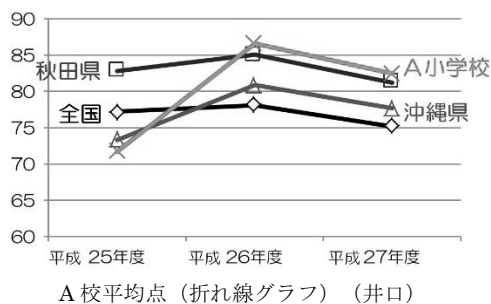 90
85
80
75
70
65
60
秋田県
全国
A小学校
沖縄県
平成 25年度 平成 26年度 平成27年度
A校平均点（折れ線グラフ）（井口）